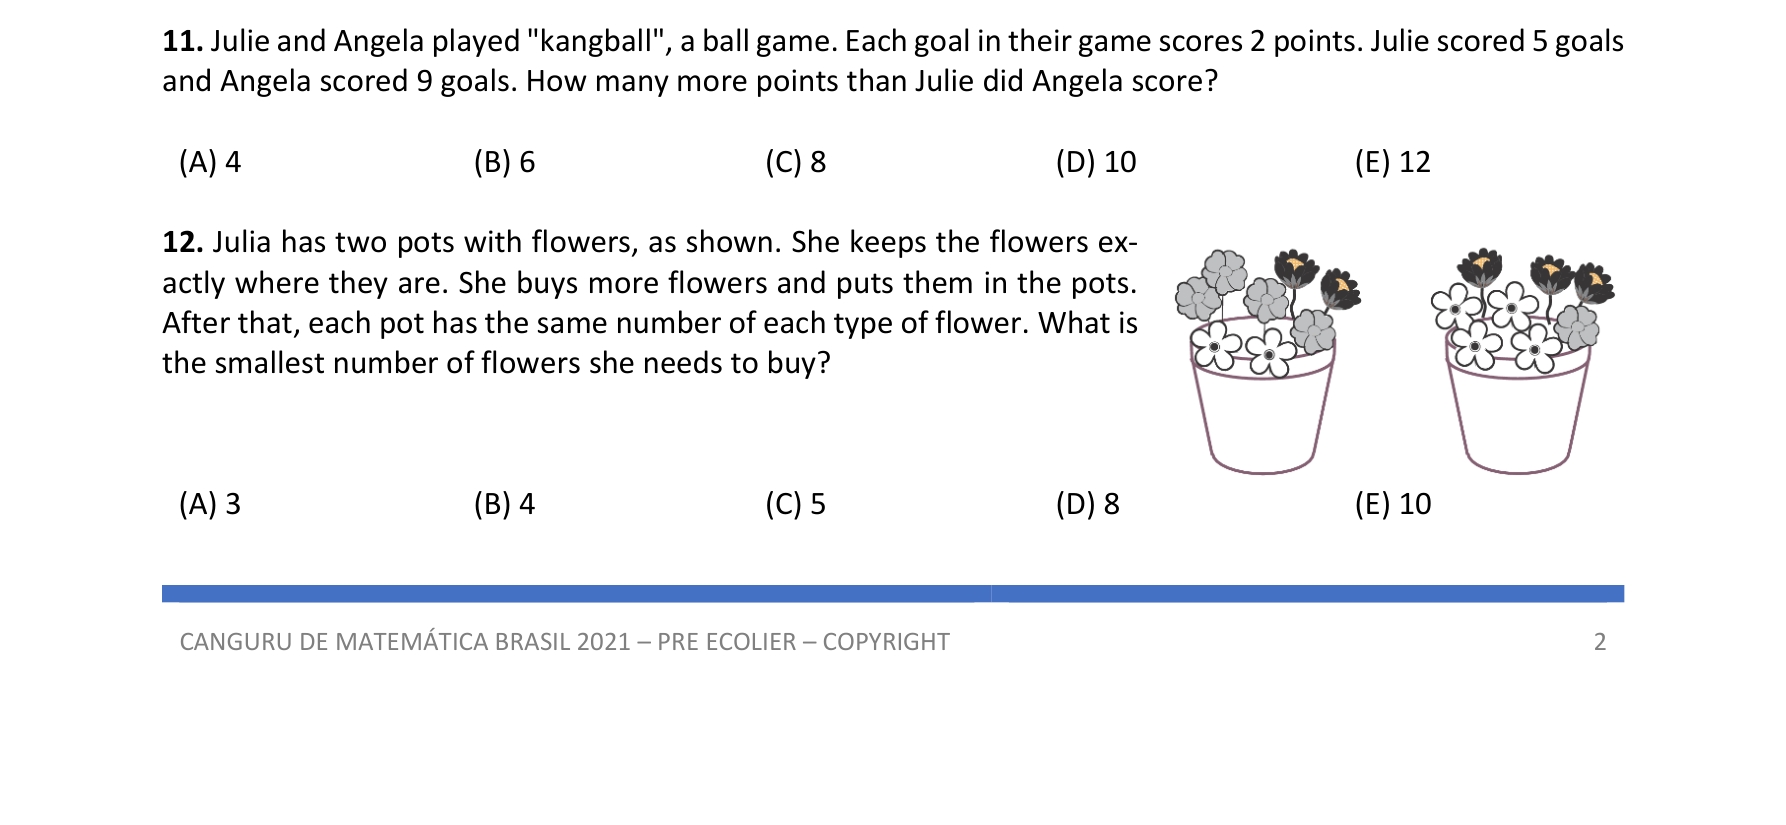 11. Julie and Angela played "kangball", a ball game. Each goal in their game scores 2 points. Julie scored 5 goals
and Angela scored 9 goals. How many more points than Julie did Angela score?
(A) 4 (B) 6 (C) 8 (D) 10 (E) 12
12. Julia has two pots with flowers, as shown. She keeps the flowers ex-
actly where they are. She buys more flowers and puts them in the pots.
After that, each pot has the same number of each type of flower. What is
the smallest number of flowers she needs to buy?
(A) 3 (B) 4 (C) 5 (D) 8 (E) 10
CANGURU DE MATEMÁTICA BRASIL 2021 – PRE ECOLIER – COPYRIGHT 2